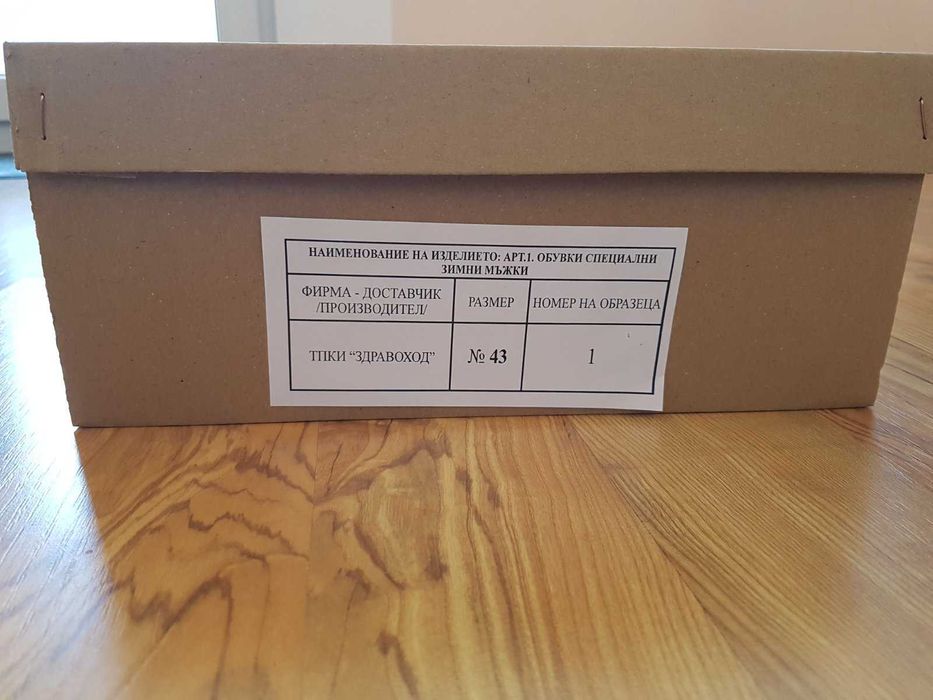 НАИМЕНОВАНИЕ НА ИЗДЕЛИЕТО: АРТ.1. ОБУВКИ СПЕЦИАЛНИ
ЗИМНИ МЪЖКИ
ФИРМА - ДОСТАВЧИК
/ПРОИЗВОДИТЕЛ/
РАЗМЕР
НОМЕР НА ОБРАЗЕЦА
ТПКИ “ЗДРАВОХОД”
№ 43
1